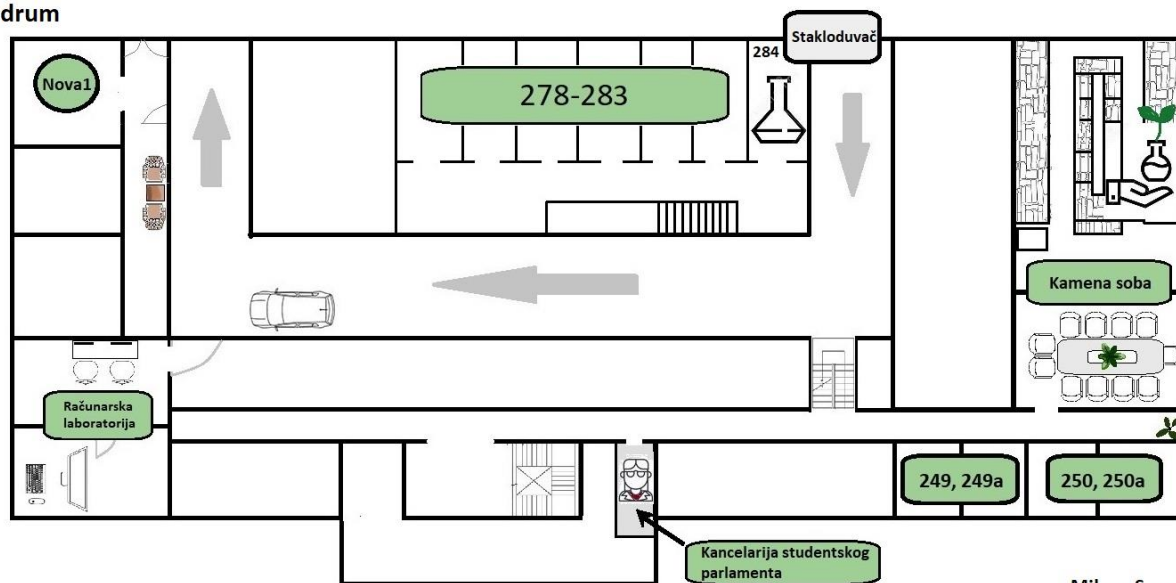 drum
Stakloduvač
284
Nova1
278-283
Kamena soba
Računarska
laboratorija
249, 249a
250, 250a
Kancelarija studentskog
parlamenta